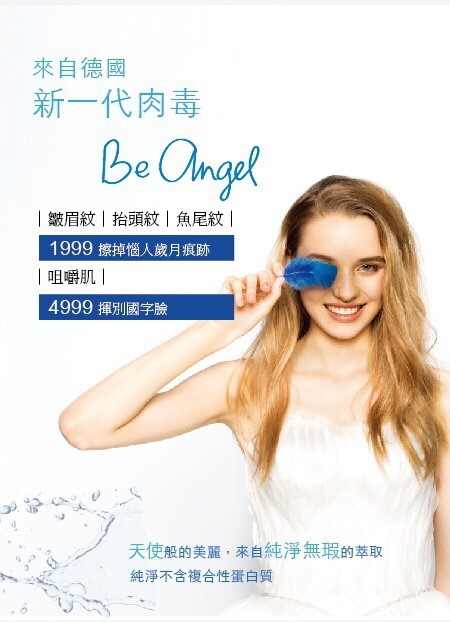 來自德國
新一代肉毒
Be Angel
| 皺眉紋 | 抬頭紋 | 魚尾紋 |
1999 擦掉惱人歲月痕跡
| 咀嚼肌 |
4999 揮別國字臉
天使般的美麗，來自純淨無瑕的萃取
純淨不含複合性蛋白質